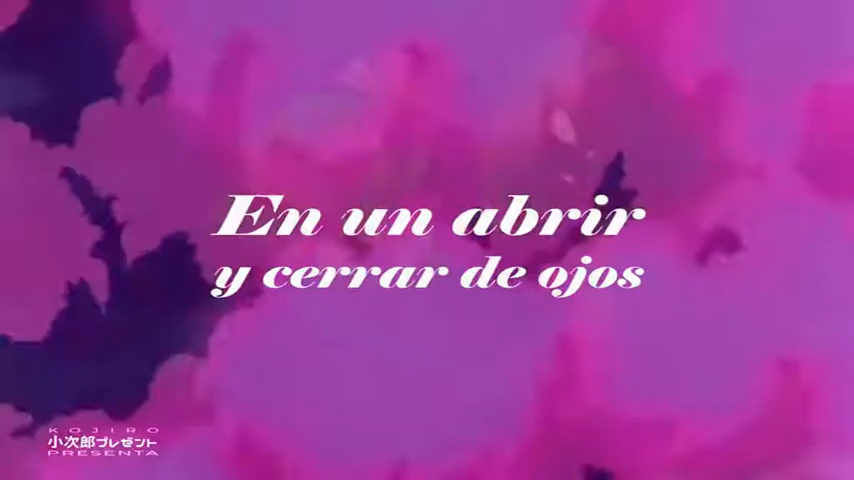 En un abrir
y cerrar de ojos
KOJIRO
小次郎プレゼント
PRESENTA